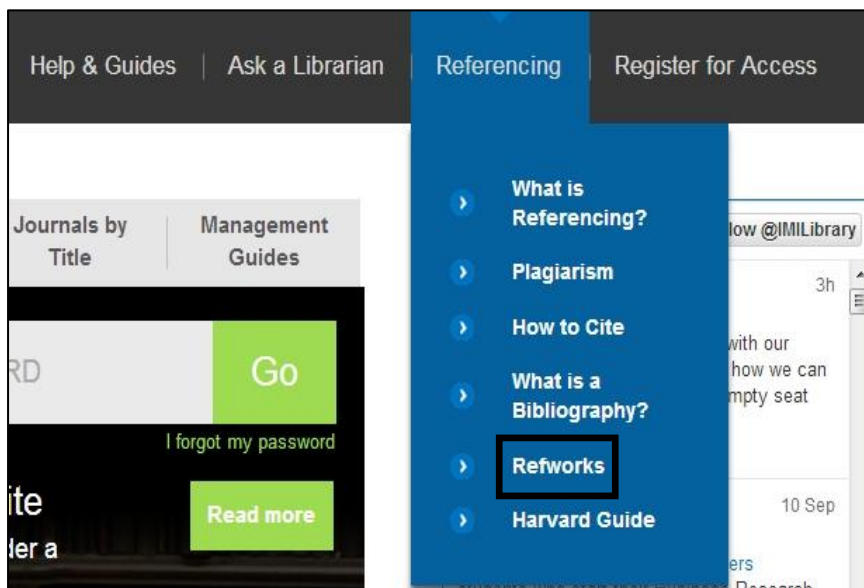 Help & Guides
Ask a Librarian
Referencing
Register for Access
Journals by
Title
Management
Guides
RD
Go
I forgot my password
ite
der a
Read more
What is
Referencing?
Plagiarism
How to Cite
What is a
Bibliography?
Refworks
Harvard Guide
low @IMILibrary
3h
with our
how we can
mpty seat
10 Sep
ers
Research